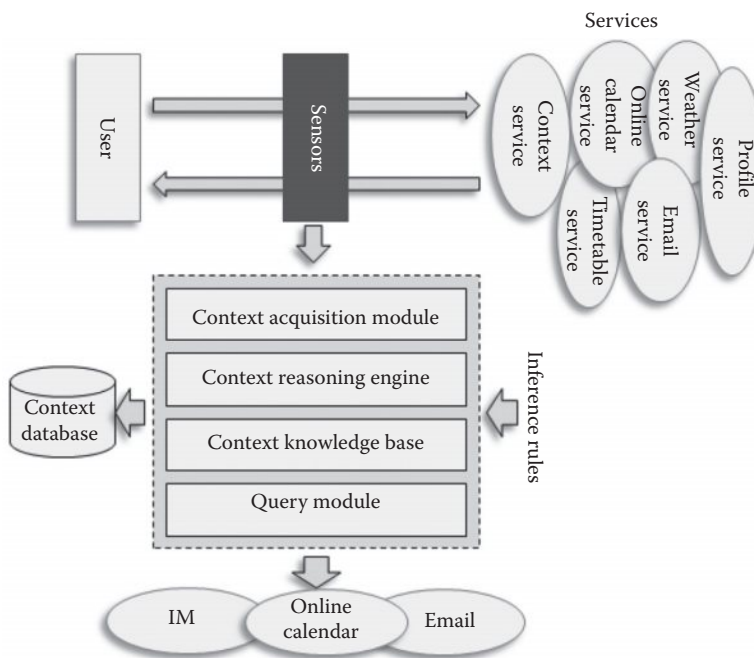 Services
User
Sensors
Context
service
Online
calendar
service
Weather
service
Profile
service
Timetable
service
Email
service
Context acquisition module
Context reasoning engine
Context knowledge base
Query module
Context
database
Inference rules
IM
Online
calendar
Email